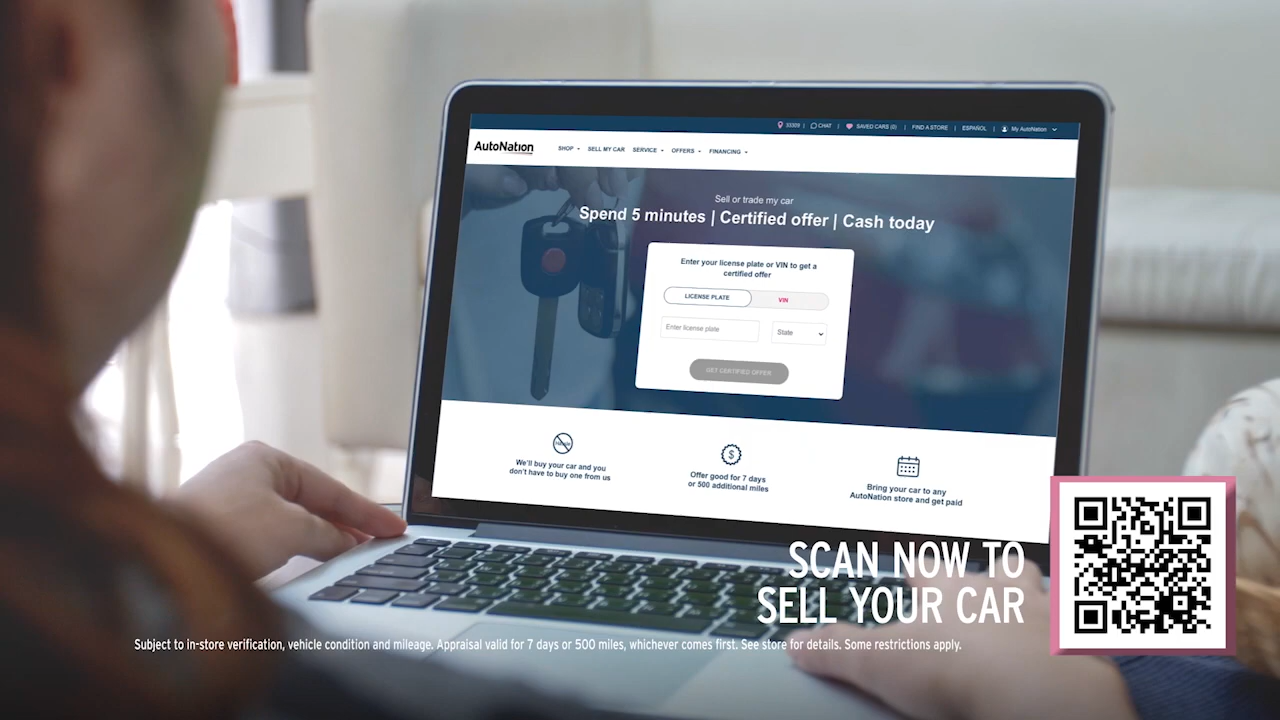 33309 | CHAT | SAVED CARS (0) | FIND A STORE | ESPAÑOL | My AutoNation
AutoNation SHOP SELL MY CAR SERVICE OFFERS FINANCING
Sell or trade my car
Spend 5 minutes | Certified offer | Cash today
Enter your license plate or VIN to get a
certified offer
LICENSE PLATE VIN
Enter license plate State
GET CERTIFIED OFFER
We'll buy your car and you
don't have to buy one from us
$
Offer good for 7 days
or 500 additional miles
Bring your car to any
AutoNation store and get paid
SCAN NOW TO
SELL YOUR CAR
Subject to in-store verification, vehicle condition and mileage. Appraisal valid for 7 days or 500 miles, whichever comes first. See store for details. Some restrictions apply.